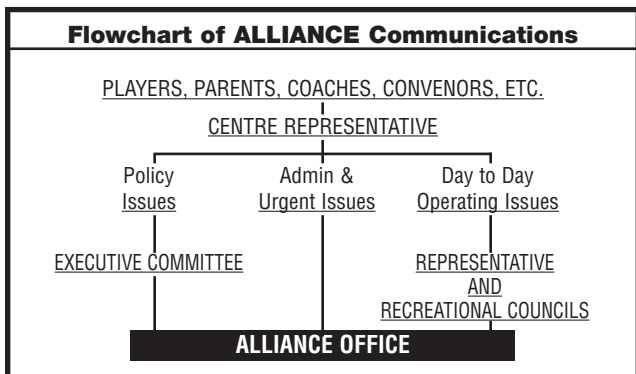 Flowchart of ALLIANCE Communications
PLAYERS, PARENTS, COACHES, CONVENORS, ETC.
CENTRE REPRESENTATIVE
Policy
Issues
Admin &
Urgent Issues
Day to Day
Operating Issues
EXECUTIVE COMMITTEE
REPRESENTATIVE
AND
RECREATIONAL COUNCILS
ALLIANCE OFFICE